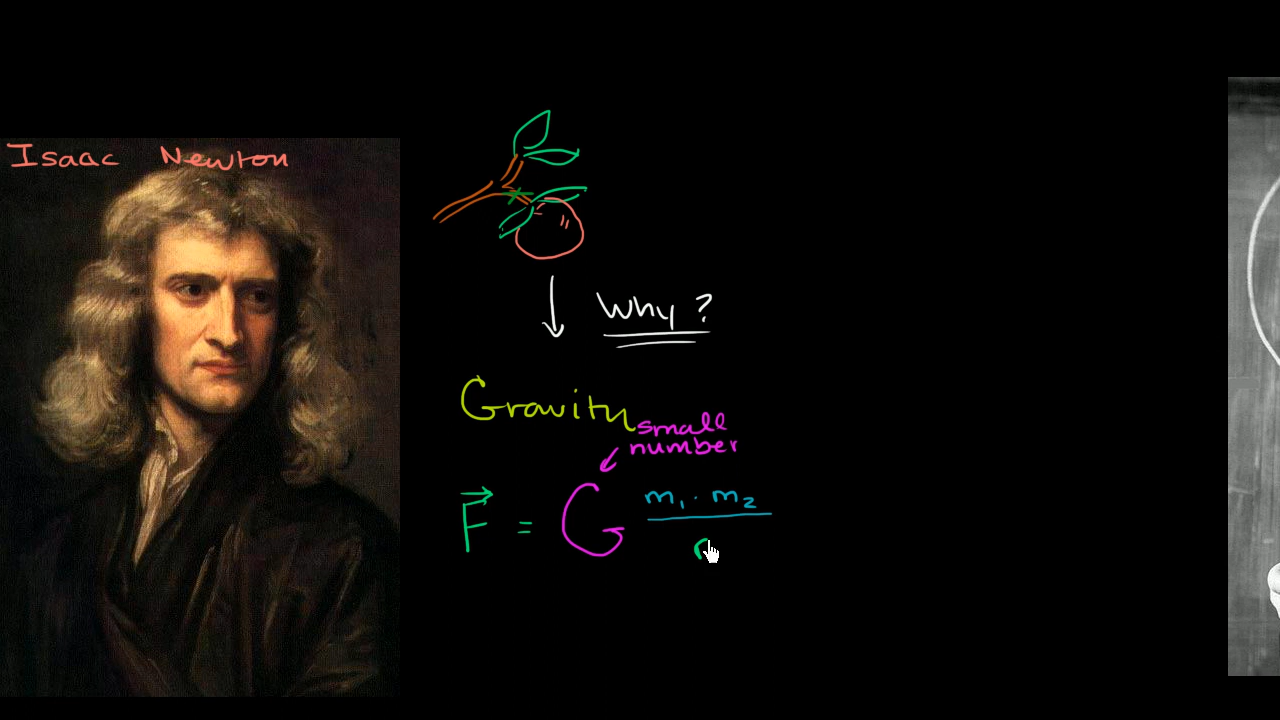 Isaac Newton
Why?
Gravity
small
number
F = G m₁ · m₂